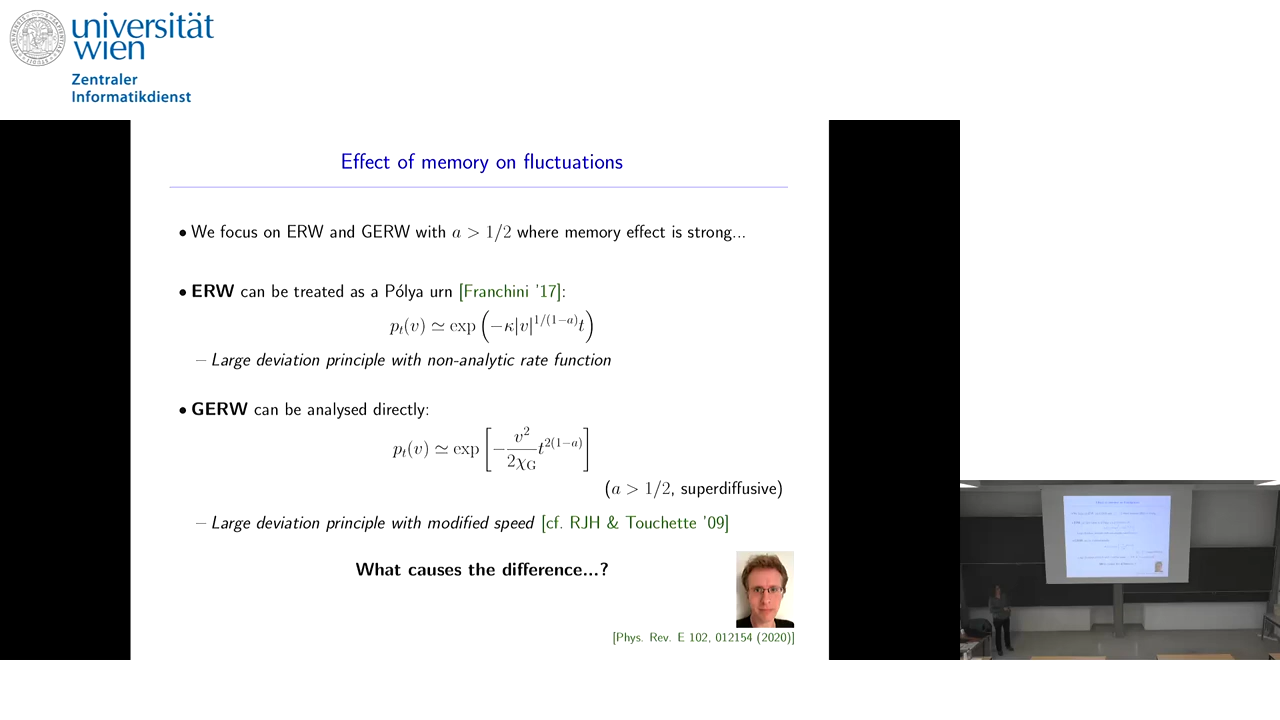 universität
wien
Zentraler
Informatikdienst
Effect of memory on fluctuations
• We focus on ERW and GERW with a > 1/2 where memory effect is strong...
• ERW can be treated as a Pólya urn [Franchini '17]:
p_t(v) ≃ exp (−κ|v|^{1/(1−a)} t)
– Large deviation principle with non-analytic rate function
• GERW can be analysed directly:
p_t(v) ≃ exp [−\frac{v^2}{2χ_G} t^{2(1−a)}]
(a > 1/2, superdiffusive)
– Large deviation principle with modified speed [cf. RJH & Touchette '09]
What causes the difference...?
[Phys. Rev. E 102, 012154 (2020)]